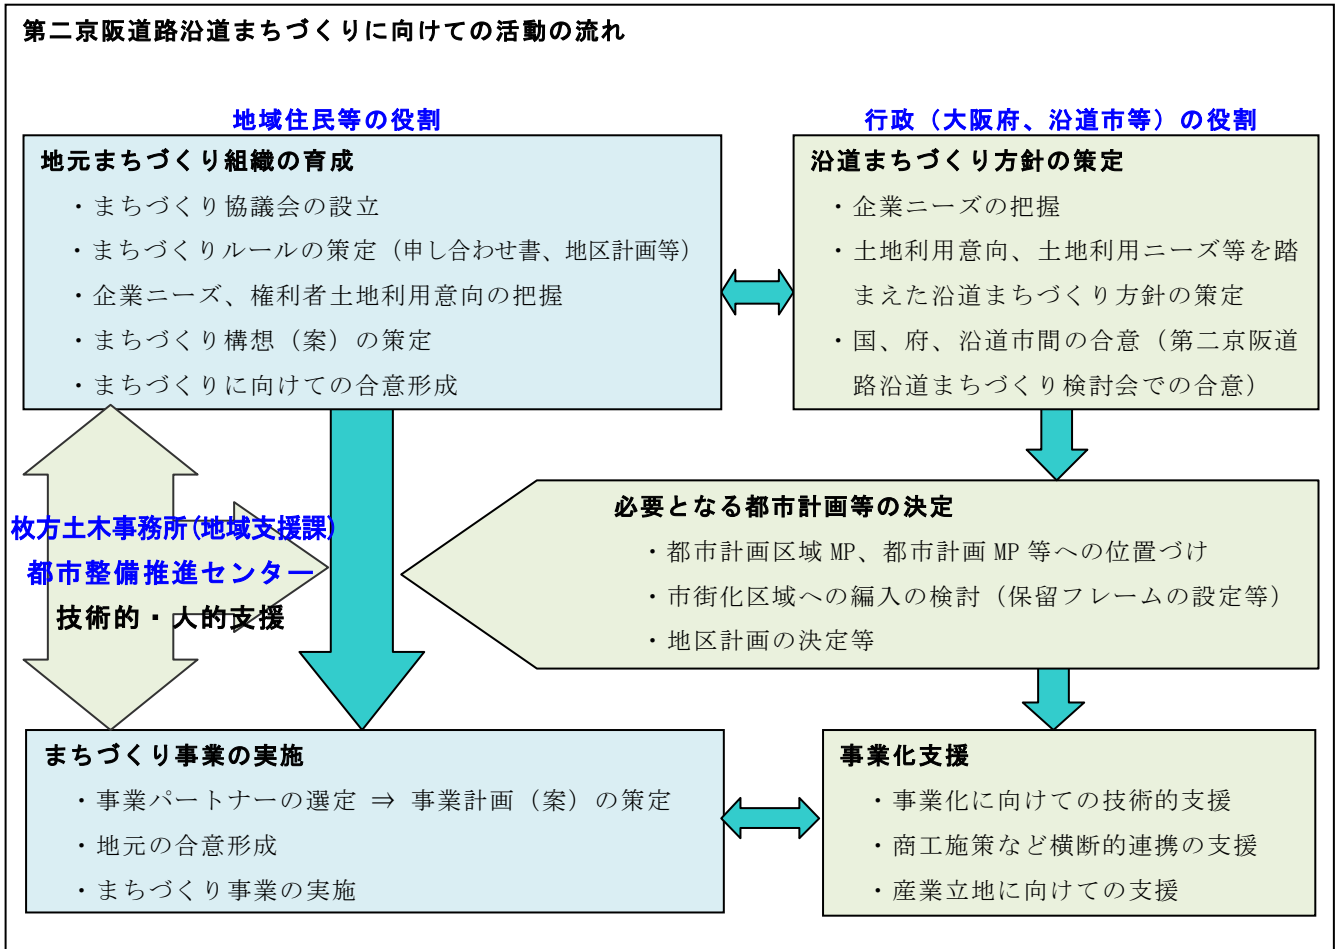 第二京阪道路沿道まちづくりに向けての活動の流れ
地域住民等の役割
地元まちづくり組織の育成
・まちづくり協議会の設立
・まちづくりルールの策定（申し合わせ書、地区計画等）
・企業ニーズ、権利者土地利用意向の把握
・まちづくり構想（案）の策定
・まちづくりに向けての合意形成
行政（大阪府、沿道市等）の役割
沿道まちづくり方針の策定
・企業ニーズの把握
・土地利用意向、土地利用ニーズ等を踏
まえた沿道まちづくり方針の策定
・国、府、沿道市間の合意（第二京阪道
路沿道まちづくり検討会での合意）
枚方土木事務所(地域支援課)
都市整備推進センター
技術的・人的支援
必要となる都市計画等の決定
・都市計画区域 MP、都市計画 MP 等への位置づけ
・市街化区域への編入の検討（保留フレームの設定等）
・地区計画の決定等
まちづくり事業の実施
・事業パートナーの選定 ⇒ 事業計画（案）の策定
・地元の合意形成
・まちづくり事業の実施
事業化支援
・事業化に向けての技術的支援
・商工施策など横断的連携の支援
・産業立地に向けての支援